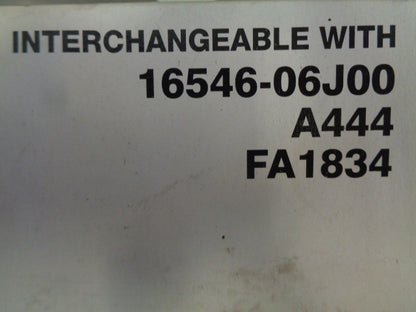 INTERCHANGEABLE WITH
16546-06J00
A444
FA1834